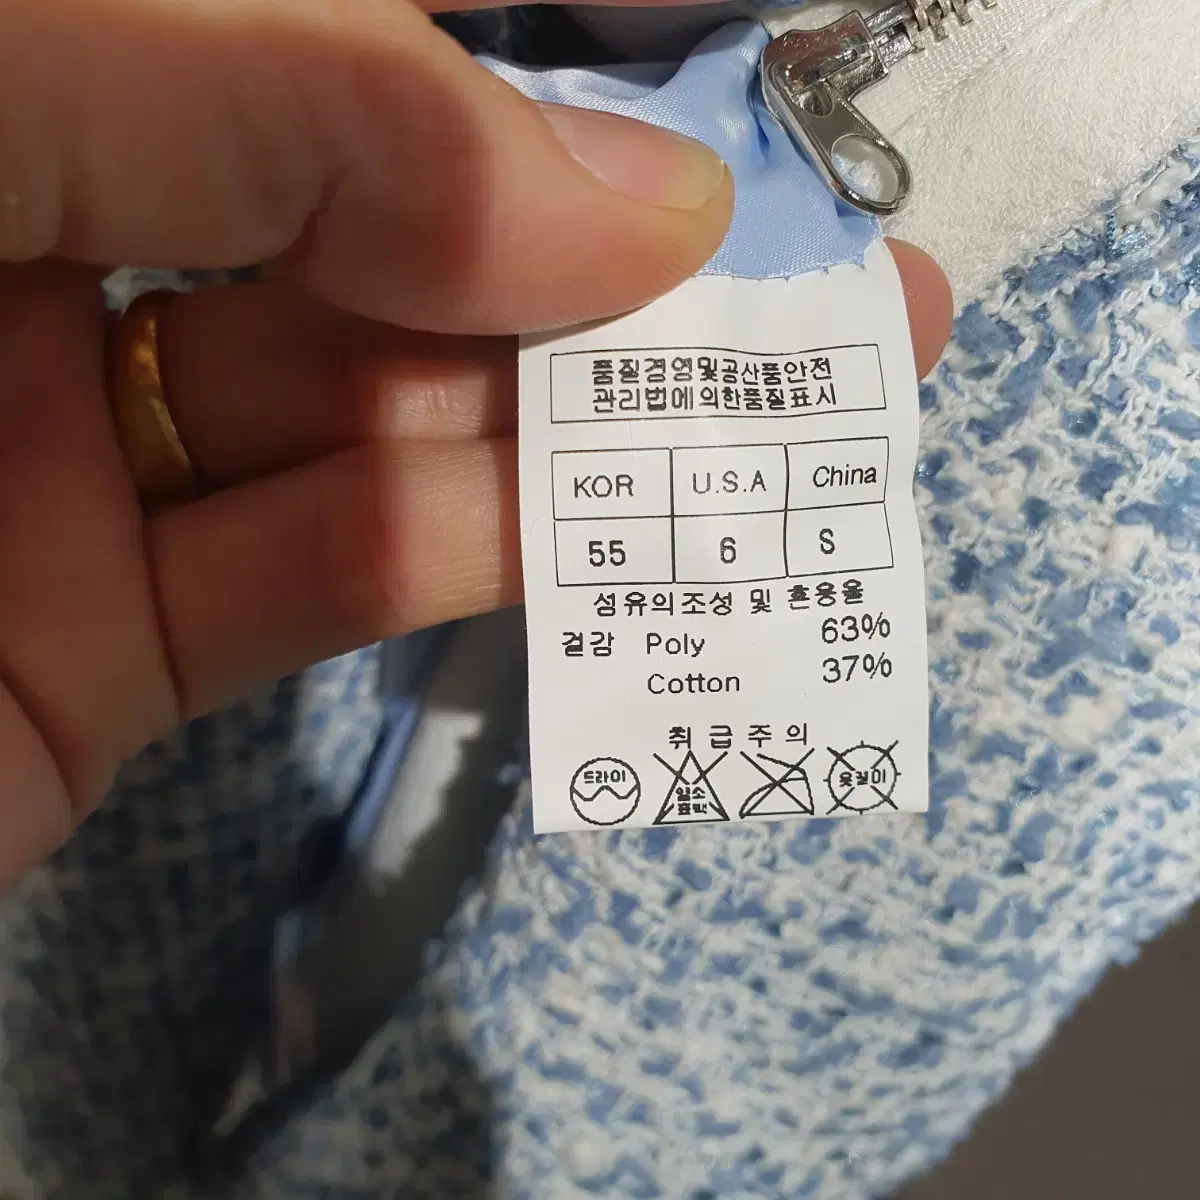 품질경영및공산품안전
관리법에의한품질표시
KOR U.S.A China
55 6 S
섬유의조성 및 혼용율
겉감 Poly 63%
Cotton 37%
취급주의
드라이 염소 표백 옷걸이